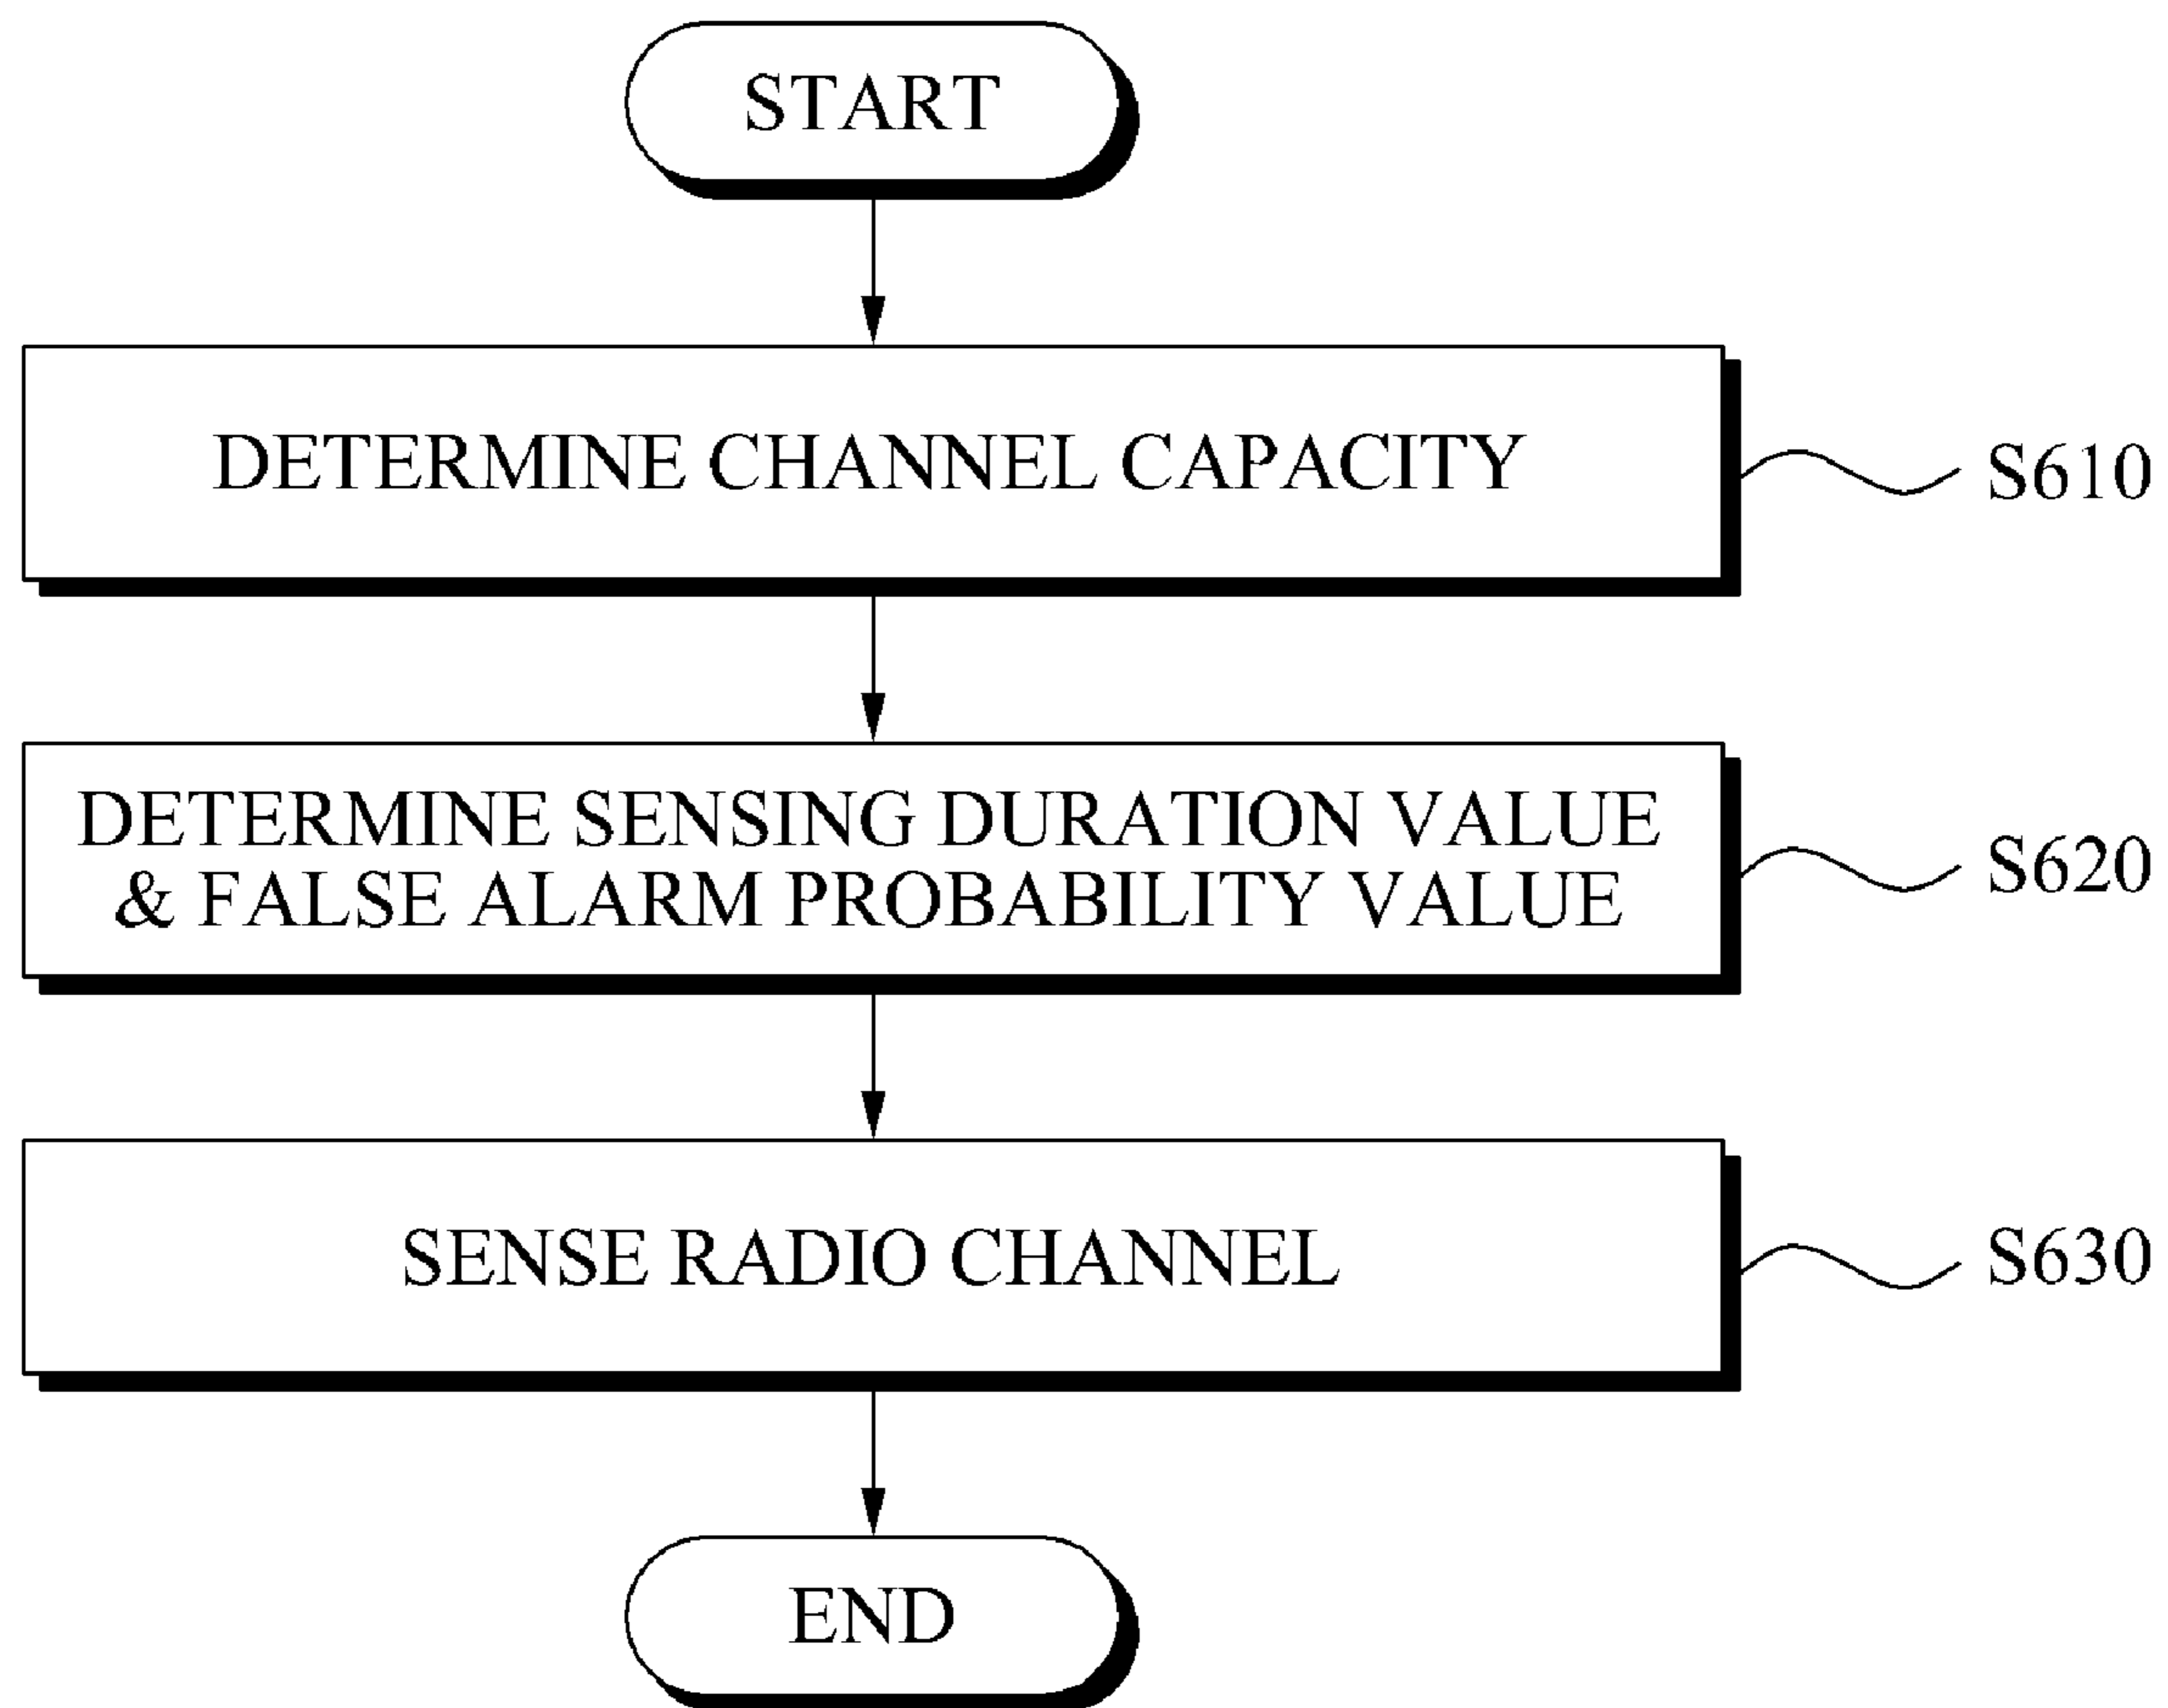 START
DETERMINE CHANNEL CAPACITY
S610
DETERMINE SENSING DURATION VALUE
& FALSE ALARM PROBABILITY VALUE
S620
SENSE RADIO CHANNEL
S630
END